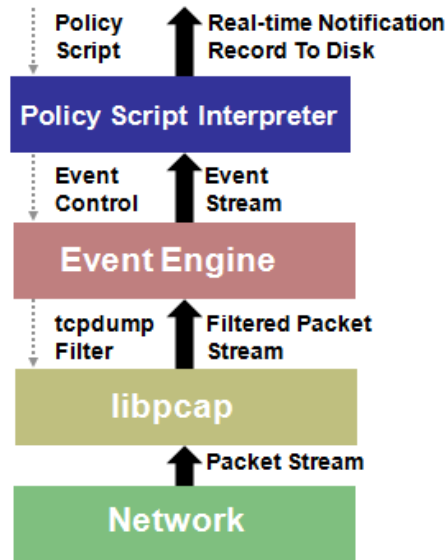 Policy
Script
Real-time Notification
Record To Disk
Policy Script Interpreter
Event
Control
Event
Stream
Event Engine
tcpdump
Filter
Filtered Packet
Stream
libpcap
Packet Stream
Network